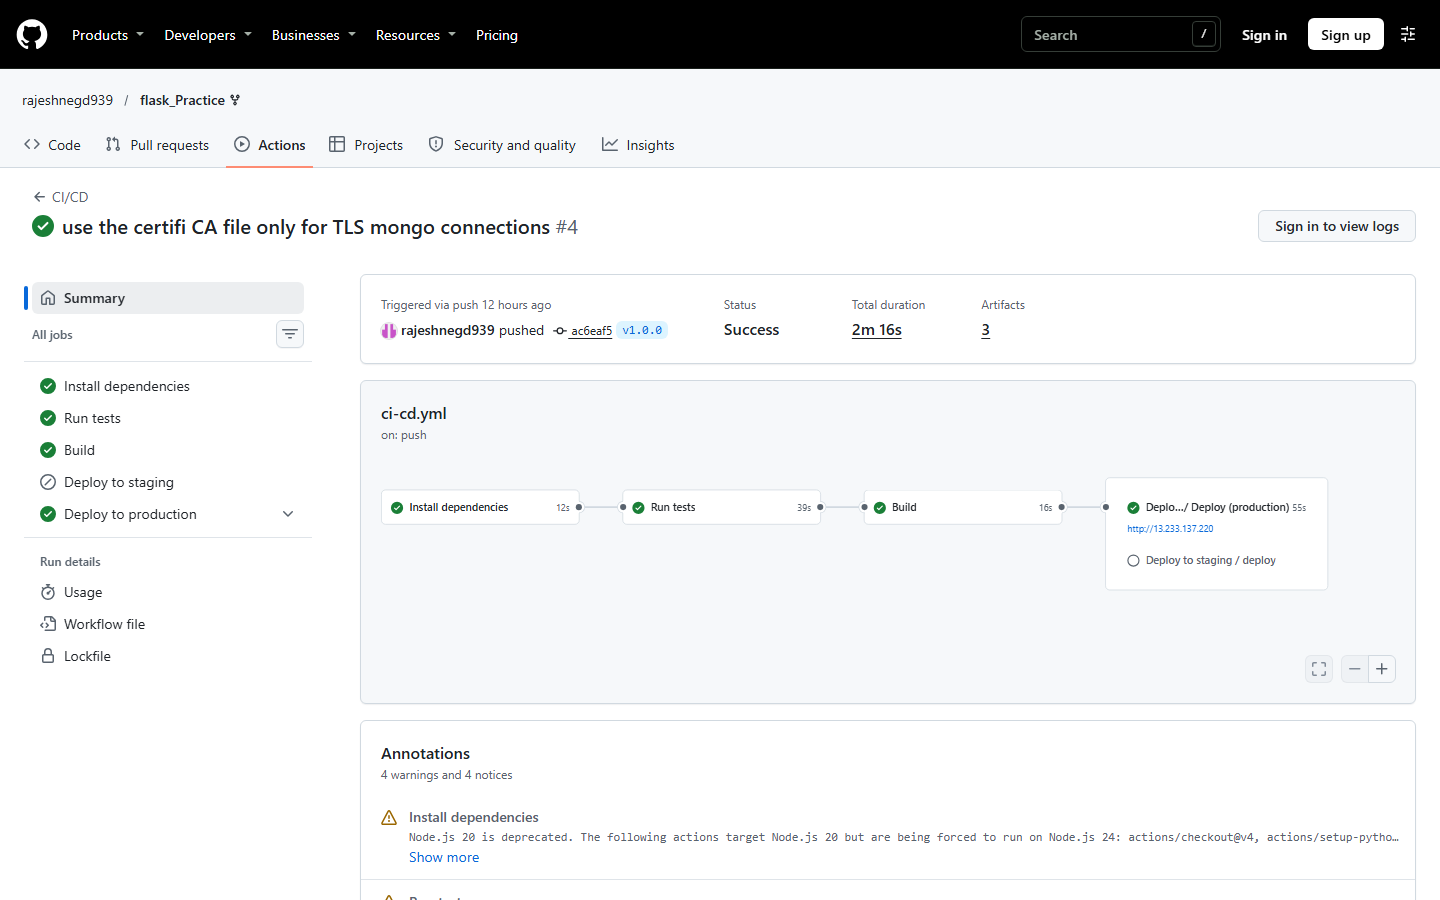 Products
Developers
Businesses
Resources
Pricing
Search
/
Sign in
Sign up
rajeshnegd939 / flask_Practice
Code
Pull requests
Actions
Projects
Security and quality
Insights
CI/CD
use the certifi CA file only for TLS mongo connections #4
Sign in to view logs
Summary
All jobs
Install dependencies
Run tests
Build
Deploy to staging
Deploy to production
Run details
Usage
Workflow file
Lockfile
Triggered via push 12 hours ago
rajeshnegd939 pushed ac6eaf5 v1.0.0
Status
Success
Total duration
2m 16s
Artifacts
3
ci-cd.yml
on: push
Install dependencies 12s
Run tests 39s
Build 16s
Deplo.../ Deploy (production) 55s
http://13.233.137.220
Deploy to staging / deploy
Annotations
4 warnings and 4 notices
Install dependencies
Node.js 20 is deprecated. The following actions target Node.js 20 but are being forced to run on Node.js 24: actions/checkout@v4, actions/setup-pytho…
Show more